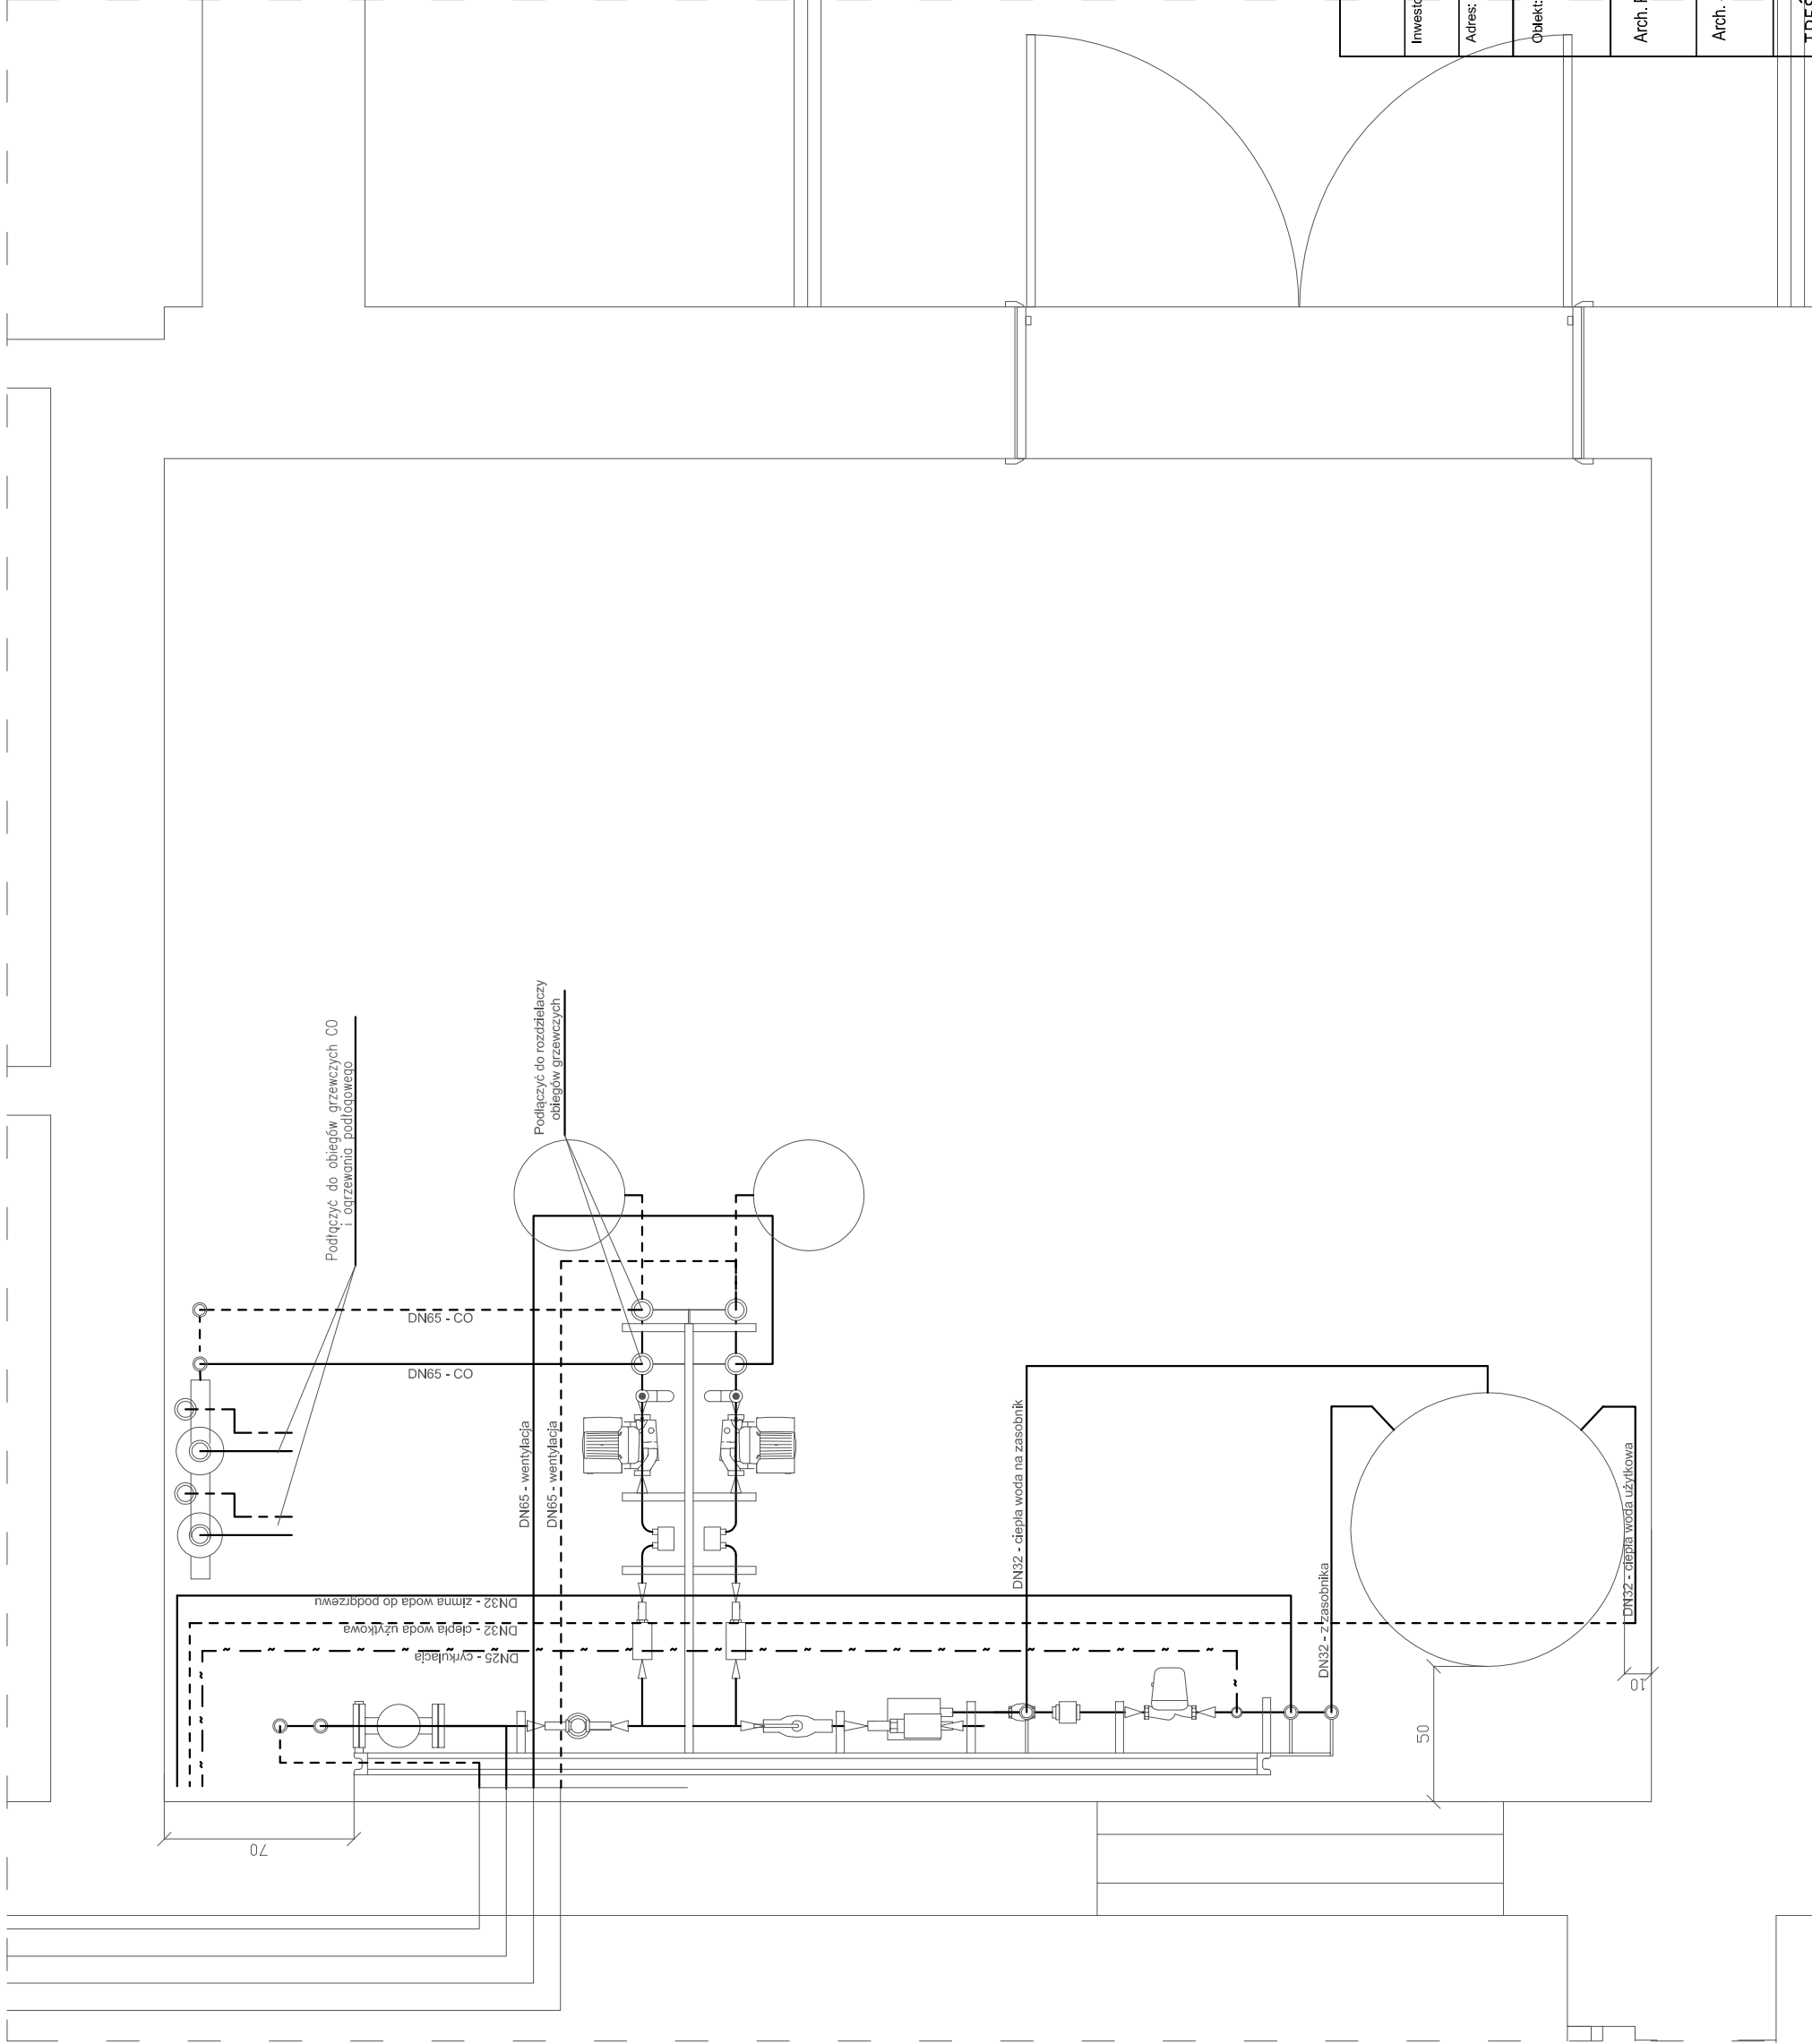 Inwesto
Adres:
Obiekt:
Arch.
Arch.
Podłączyć do obiegów grzewczych CO
i ogrzewania podłogowego
Podłączyć do rozdzielaczy
obiegów grzewczych
DN65 - CO
DN65 - CO
DN65 - wentylacja
DN65 - wentylacja
DN32 - ciepła woda na zasobnik
DN32 - z zasobnika
DN32 - ciepła woda użytkowa
DN32 - zimna woda do podgrzewu
DN32 - ciepła woda użytkowa
DN25 - cyrkulacja
70
50
10